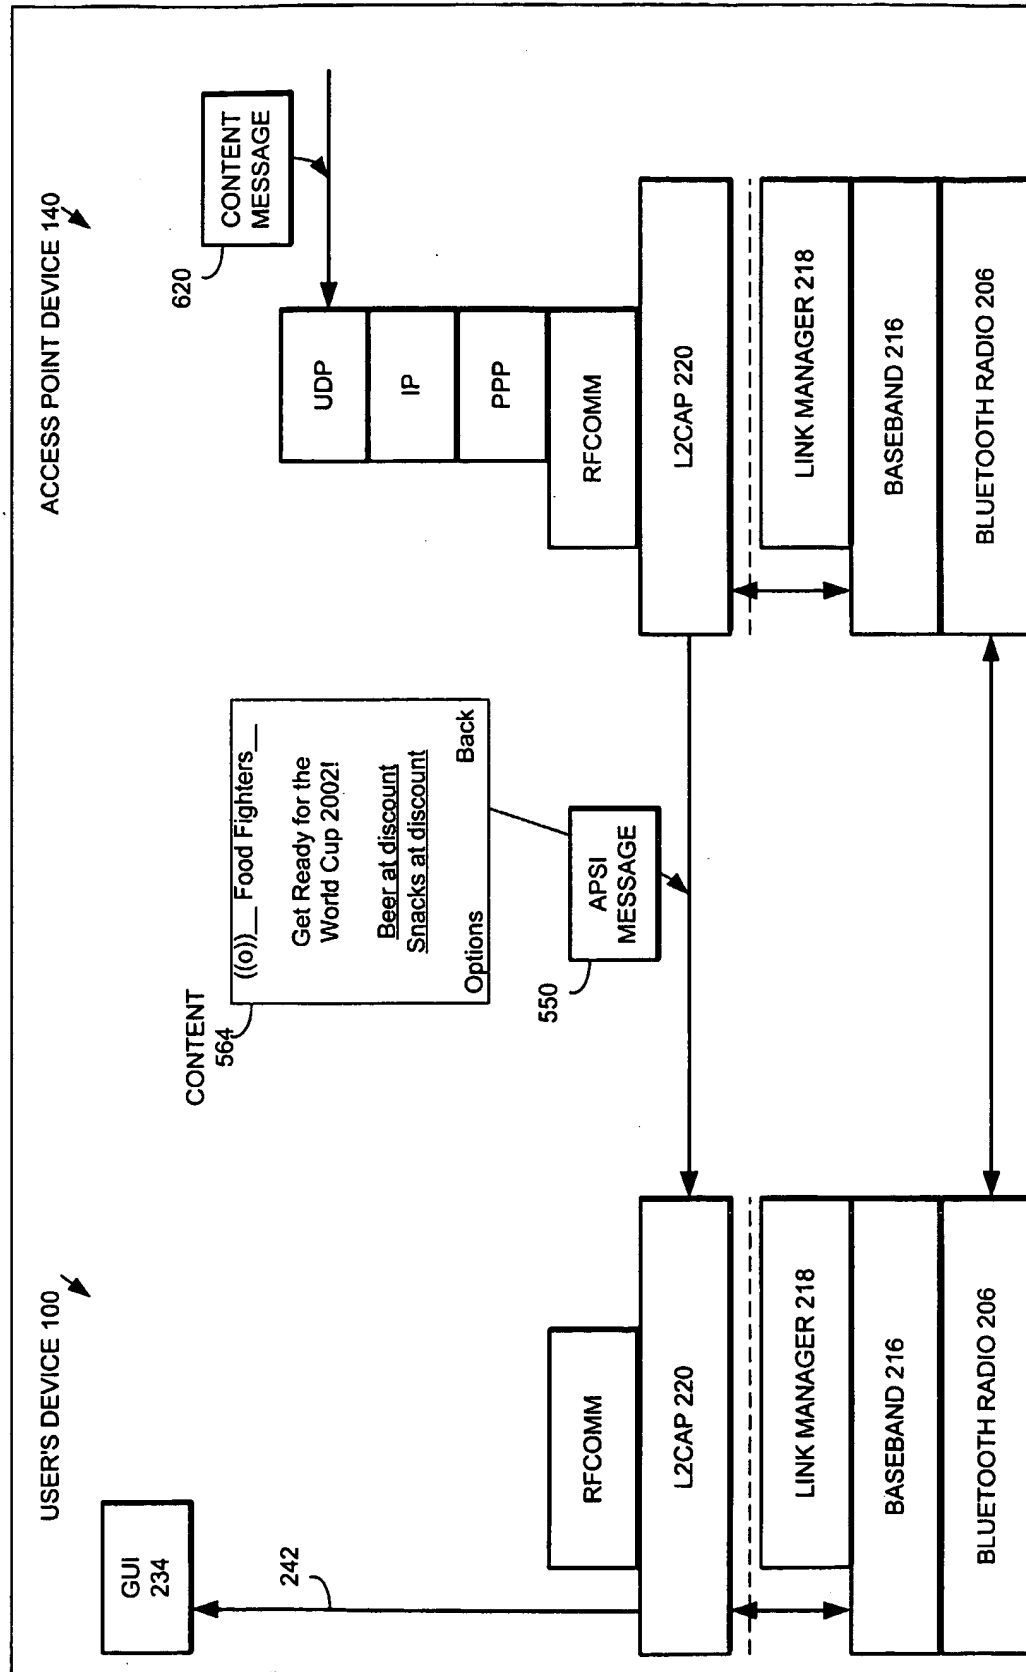 USER'S DEVICE 100
ACCESS POINT DEVICE 140
GUI
234
242
CONTENT
564
((o))__ Food Fighters__
Get Ready for the
World Cup 2002!
Beer at discount
Snacks at discount
Options
Back
620
CONTENT
MESSAGE
UDP
IP
PPP
RFCOMM
L2CAP 220
LINK MANAGER 218
BASEBAND 216
BLUETOOTH RADIO 206
550
APSI
MESSAGE
RFCOMM
L2CAP 220
LINK MANAGER 218
BASEBAND 216
BLUETOOTH RADIO 206